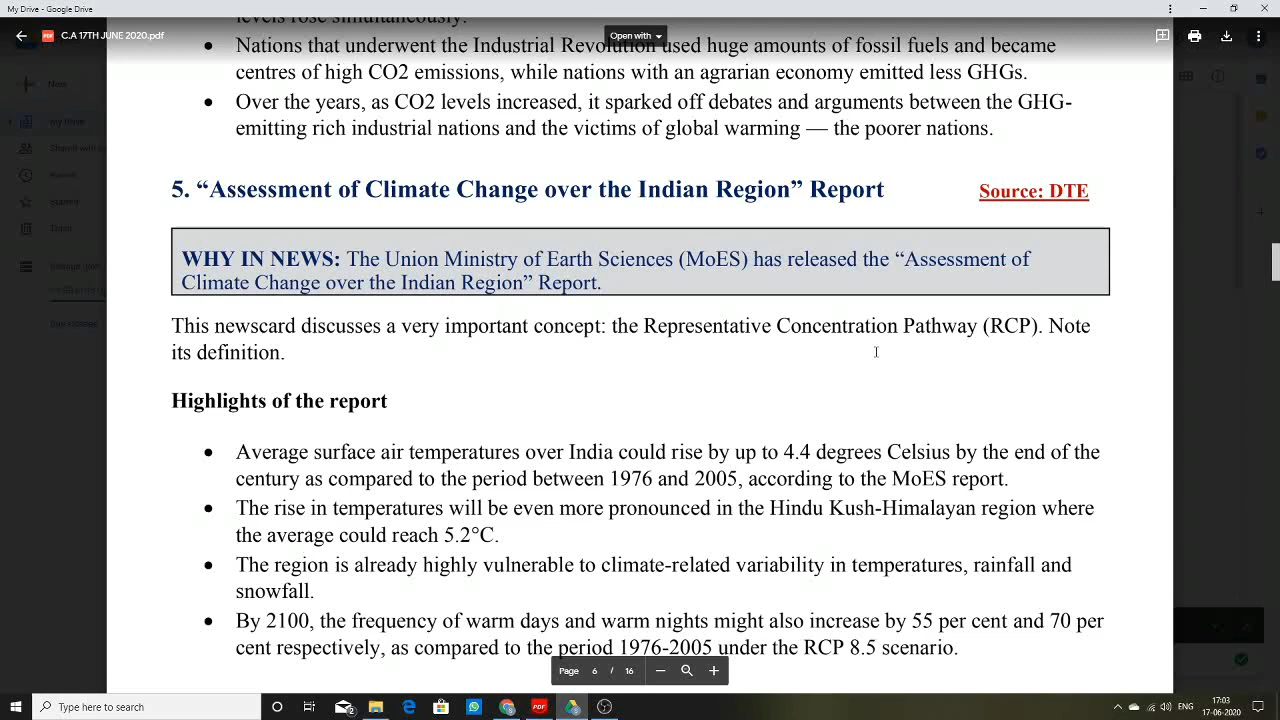 My Drive - Google Drive
C.A 17TH JUNE 2020.pdf
Open with
levels rose simultaneously.
• Nations that underwent the Industrial Revolution used huge amounts of fossil fuels and became
centres of high CO2 emissions, while nations with an agrarian economy emitted less GHGs.
• Over the years, as CO2 levels increased, it sparked off debates and arguments between the GHG-
emitting rich industrial nations and the victims of global warming — the poorer nations.
New
My Drive
Shared with
Recent
Starred
Trash
Storage
5. “Assessment of Climate Change over the Indian Region” Report
Source: DTE
WHY IN NEWS: The Union Ministry of Earth Sciences (MoES) has released the “Assessment of
Climate Change over the Indian Region” Report.
This newscard discusses a very important concept: the Representative Concentration Pathway (RCP). Note
its definition.
Highlights of the report
• Average surface air temperatures over India could rise by up to 4.4 degrees Celsius by the end of the
century as compared to the period between 1976 and 2005, according to the MoES report.
• The rise in temperatures will be even more pronounced in the Hindu Kush-Himalayan region where
the average could reach 5.2°C.
• The region is already highly vulnerable to climate-related variability in temperatures, rainfall and
snowfall.
• By 2100, the frequency of warm days and warm nights might also increase by 55 per cent and 70 per
cent respectively, as compared to the period 1976-2005 under the RCP 8.5 scenario.
Page 6 / 16
Type here to search
17:03
17-06-2020